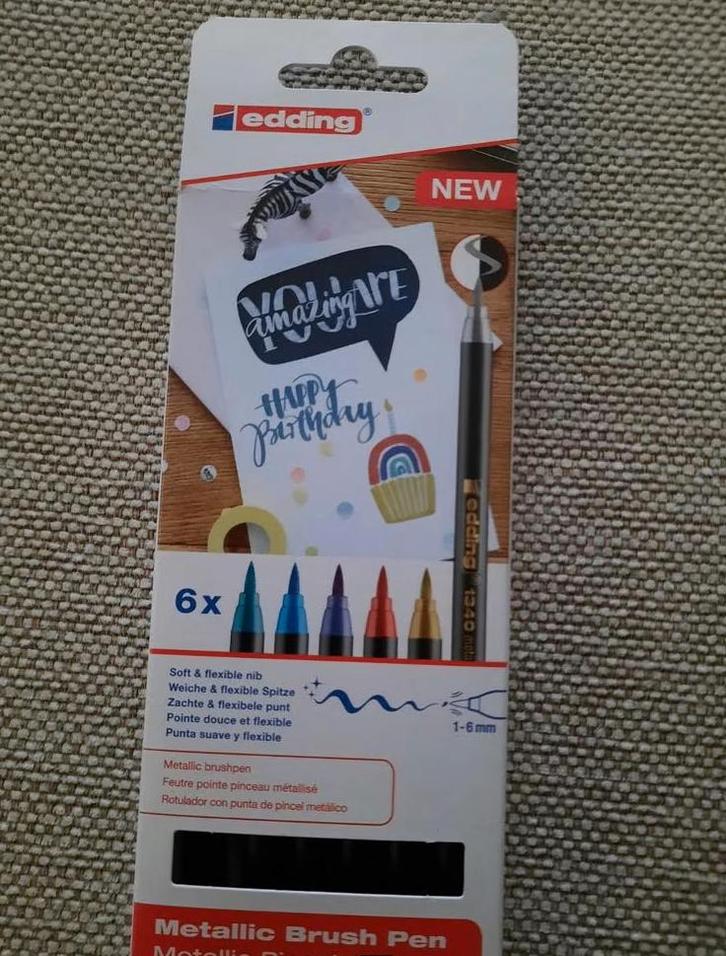 edding®
NEW
YOU ARE
amazing
HAPPY
Birthday
edding 1340
6x
Soft & flexible nib
Weiche & flexible Spitze
Zachte & flexibele punt
Pointe douce et flexible
Punta suave y flexible
1-6 mm
Metallic brushpen
Feutre pointe pinceau métallisé
Rotulador con punta de pincel metálico
Metallic Brush Pen